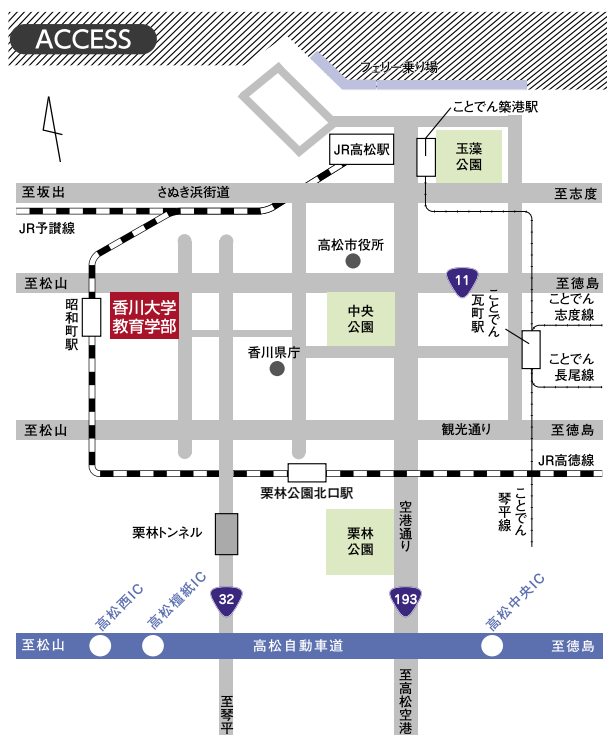 ACCESS
フェリー乗り場
ことでん築港駅
JR高松駅
玉藻
公園
至坂出
さぬき浜街道
至志度
JR予讃線
高松市役所
至松山
11
至徳島
昭和町駅
香川大学
教育学部
中央
公園
ことでん
瓦町駅
ことでん
志度線
香川県庁
ことでん
長尾線
至松山
観光通り
至徳島
JR高徳線
栗林公園北口駅
ことでん
琴平線
空港通り
栗林トンネル
栗林
公園
高松西IC
高松檀紙IC
32
193
高松中央IC
至松山
高松自動車道
至徳島
至琴平
至高松空港